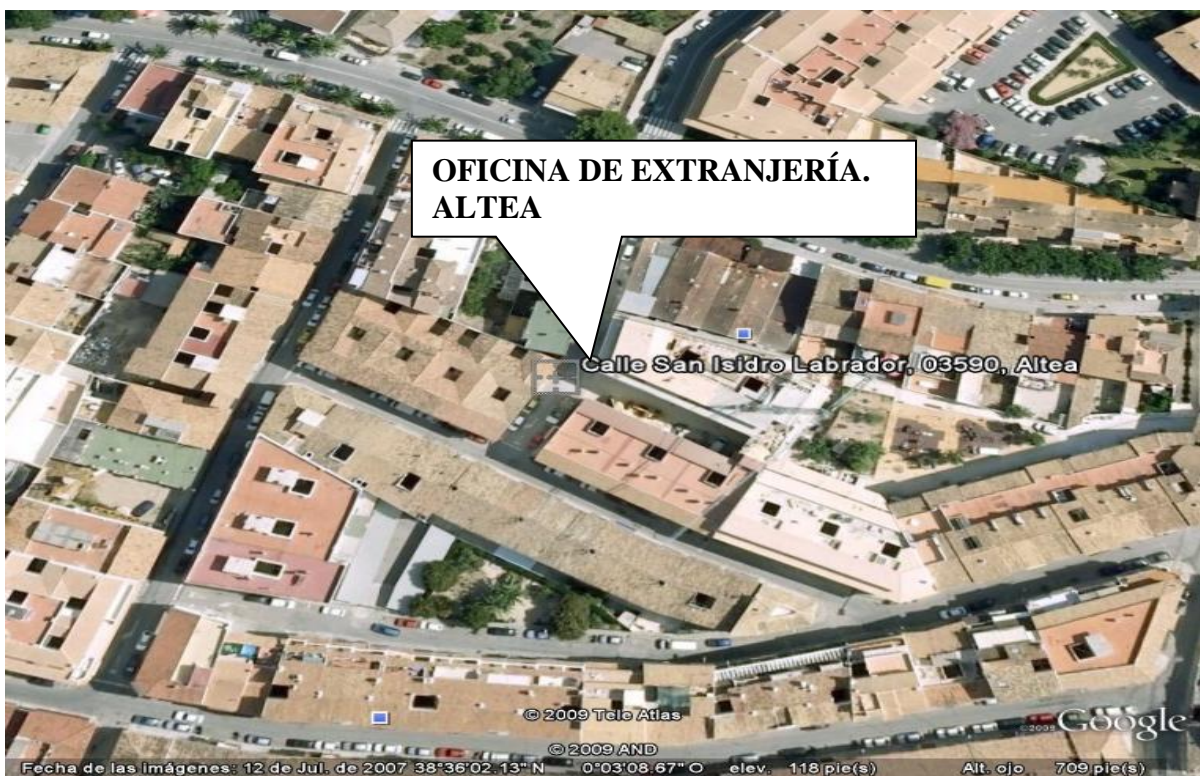 OFICINA DE EXTRANJERÍA.
ALTEA
Calle San Isidro Labrador, 03590, Altea
© 2009 Tele Atlas
© 2009 AND
©2009 Google
Fecha de las imágenes: 12 de Jul. de 2007 38°36'02.13" N 0°03'08.67" O elev. 118 pie(s) Alt. ojo 709 pie(s)